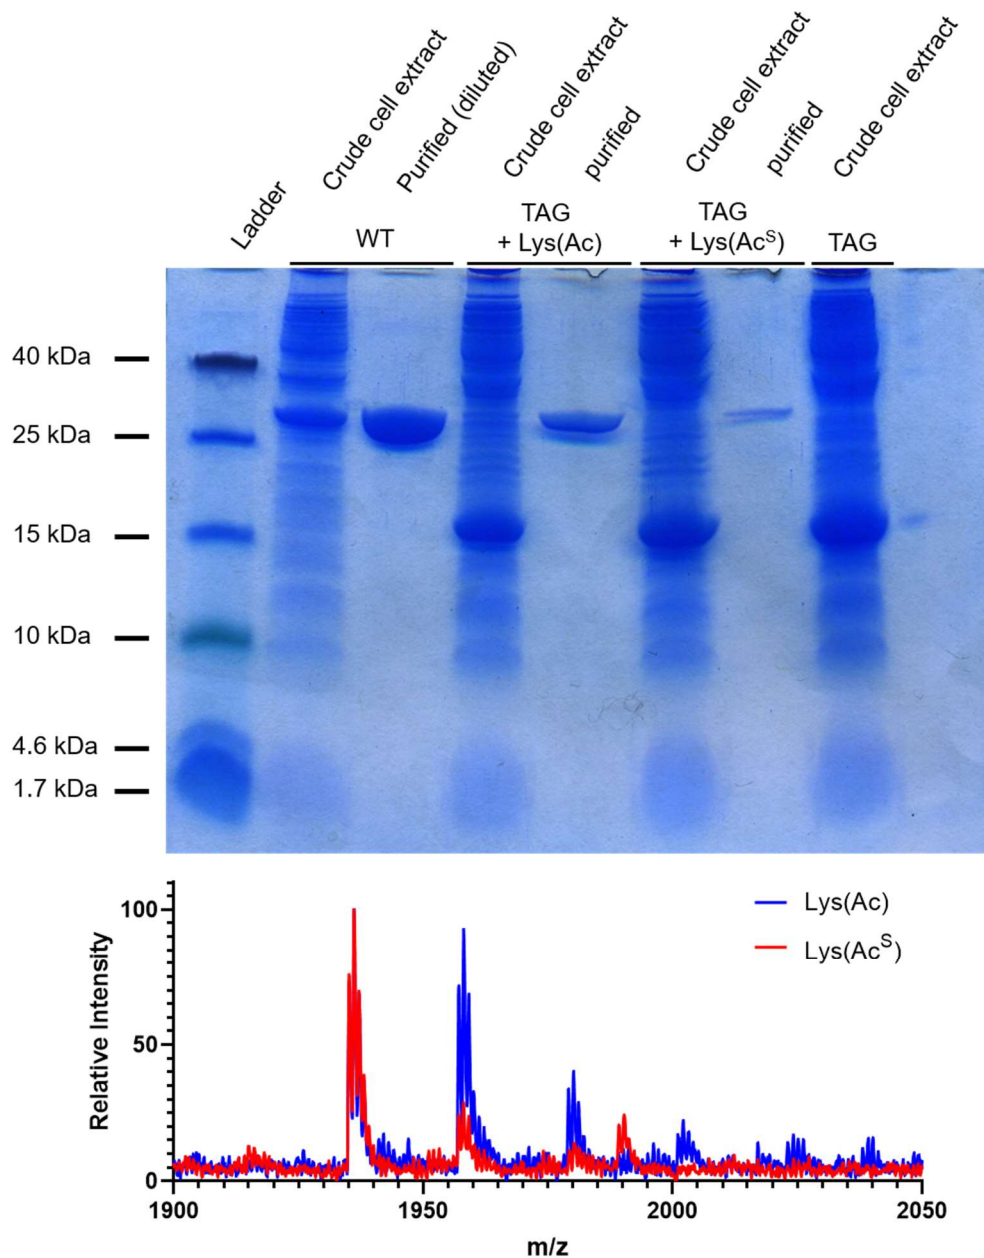 Ladder
Crude cell extract
Purified (diluted)
Crude cell extract
purified
Crude cell extract
purified
Crude cell extract
WT
TAG
+ Lys(Ac)
TAG
+ Lys(Acˢ)
TAG
40 kDa
25 kDa
15 kDa
10 kDa
4.6 kDa
1.7 kDa
Lys(Ac)
Lys(Acˢ)
Relative Intensity
100
50
0
1900
1950
2000
2050
m/z